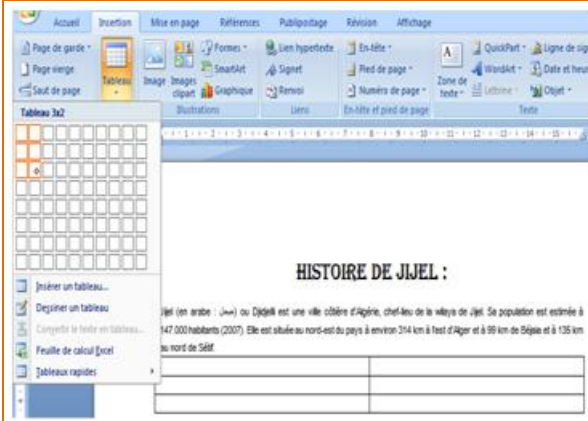 Accueil Insertion Mise en page Références Publipostage Révision Affichage
Page de garde Formes Lien hypertexte En-tête QuickPart Ligne de sig
Page vierge SmartArt Signet Pied de page WordArt Date et heur
Saut de page Tableau Image Images clipart Graphique Renvoi Numéro de page Zone de texte Lettrine Objet
Illustrations Liens En-tête et pied de page Texte
Tableau 3x2
Insérer un tableau...
Dessiner un tableau
Convertir le texte en tableau...
Feuille de calcul Excel
Tableaux rapides
HISTOIRE DE JIJEL :
Jijel (en arabe : جيجل) ou Djidjelli est une ville côtière d'Algérie, chef-lieu de la wilaya de Jijel. Sa population est estimée à
147.000 habitants (2007). Elle est située au nord-est du pays à environ 314 km à l'est d'Alger et à 99 km de Béjaia et à 135 km
au nord de Sétif.